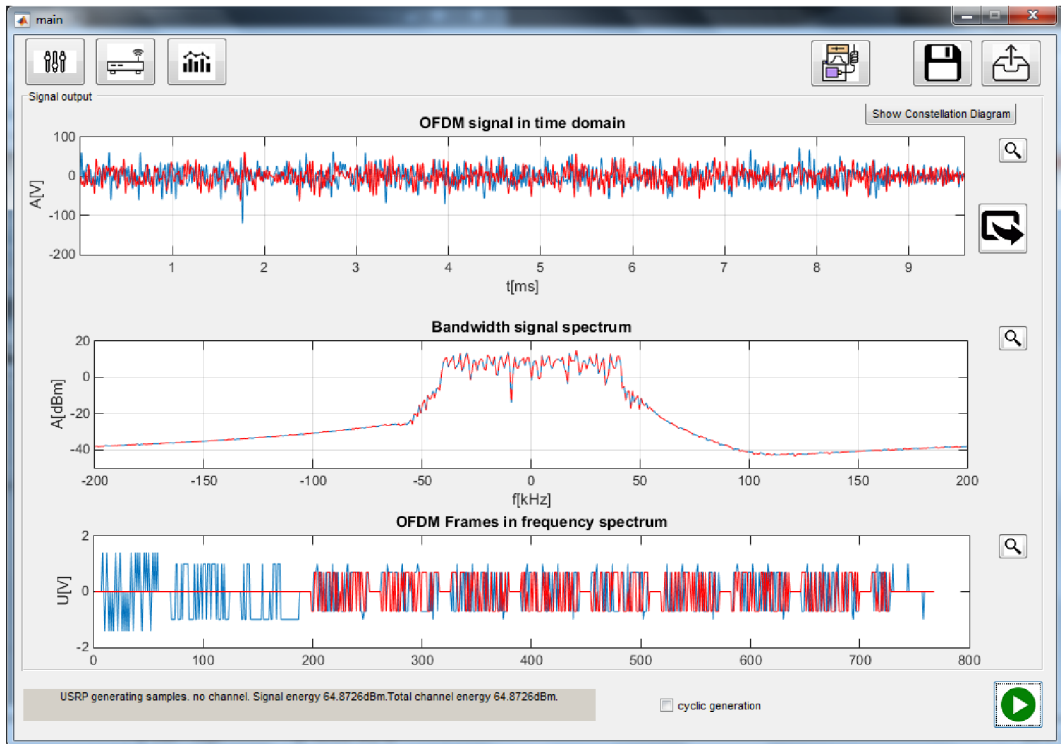 main
Signal output
Show Constellation Diagram
OFDM signal in time domain
100
0
-100
-200
A[V]
1 2 3 4 5 6 7 8 9
t[ms]
Bandwidth signal spectrum
20
0
-20
-40
A[dBm]
-200 -150 -100 -50 0 50 100 150 200
f[kHz]
OFDM Frames in frequency spectrum
2
0
-2
U[V]
0 100 200 300 400 500 600 700 800
USRP generating samples. no channel. Signal energy 64.8726dBm.Total channel energy 64.8726dBm.
cyclic generation